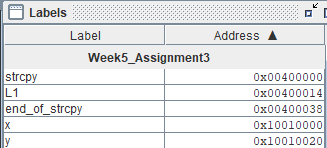 Labels
Label Address ▲
Week5_Assignment3
strcpy 0x00400000
L1 0x00400014
end_of_strcpy 0x00400038
x 0x10010000
y 0x10010020